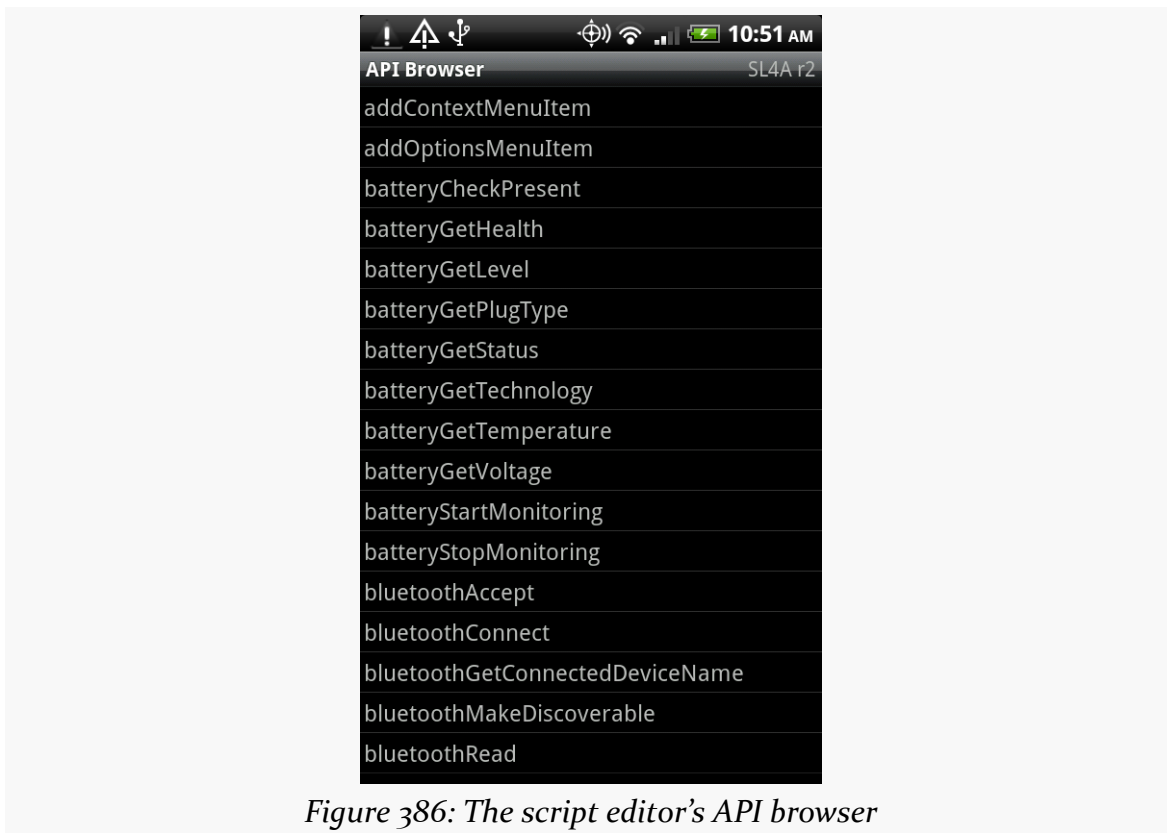 10:51 AM
API Browser SL4A r2
addContextMenuItem
addOptionsMenuItem
batteryCheckPresent
batteryGetHealth
batteryGetLevel
batteryGetPlugType
batteryGetStatus
batteryGetTechnology
batteryGetTemperature
batteryGetVoltage
batteryStartMonitoring
batteryStopMonitoring
bluetoothAccept
bluetoothConnect
bluetoothGetConnectedDeviceName
bluetoothMakeDiscoverable
bluetoothRead
Figure 386: The script editor’s API browser